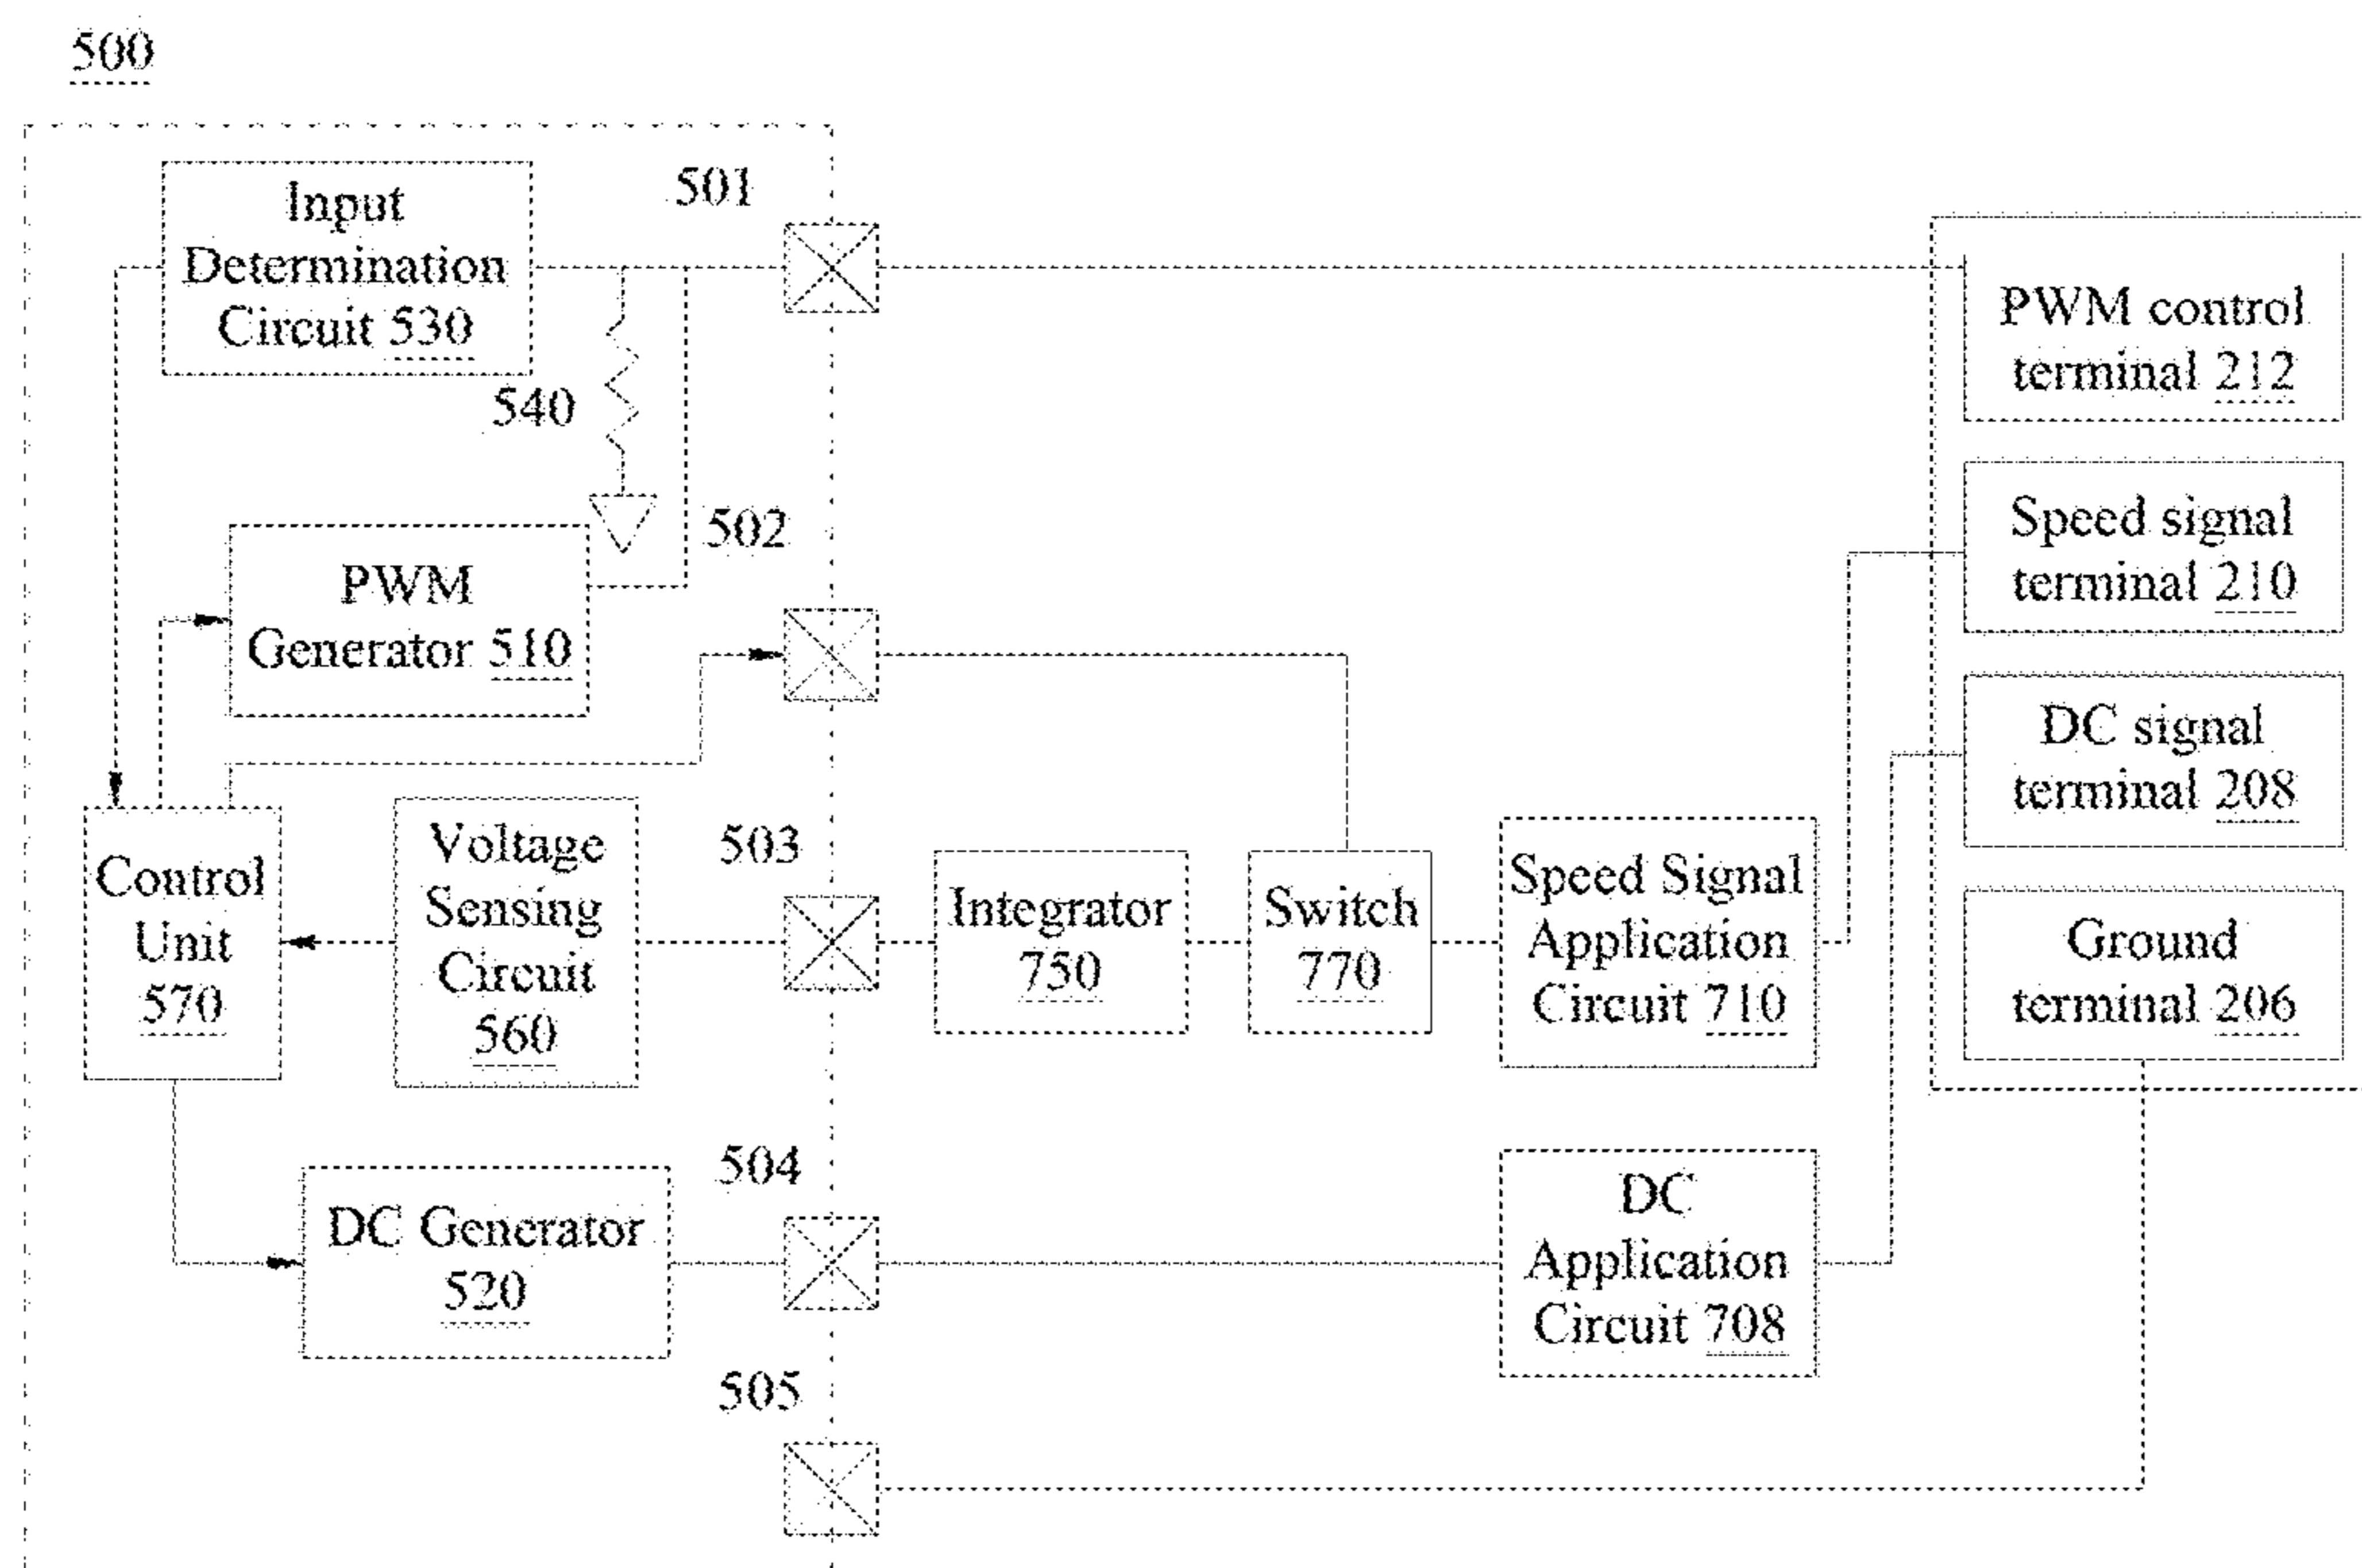 500
Input
Determination
Circuit 530
501
540
PWM
Generator 510
502
Control
Unit
570
Voltage
Sensing
Circuit
560
503
Integrator
750
Switch
770
Speed Signal
Application
Circuit 710
DC Generator
520
504
DC
Application
Circuit 708
505
PWM control
terminal 212
Speed signal
terminal 210
DC signal
terminal 208
Ground
terminal 206